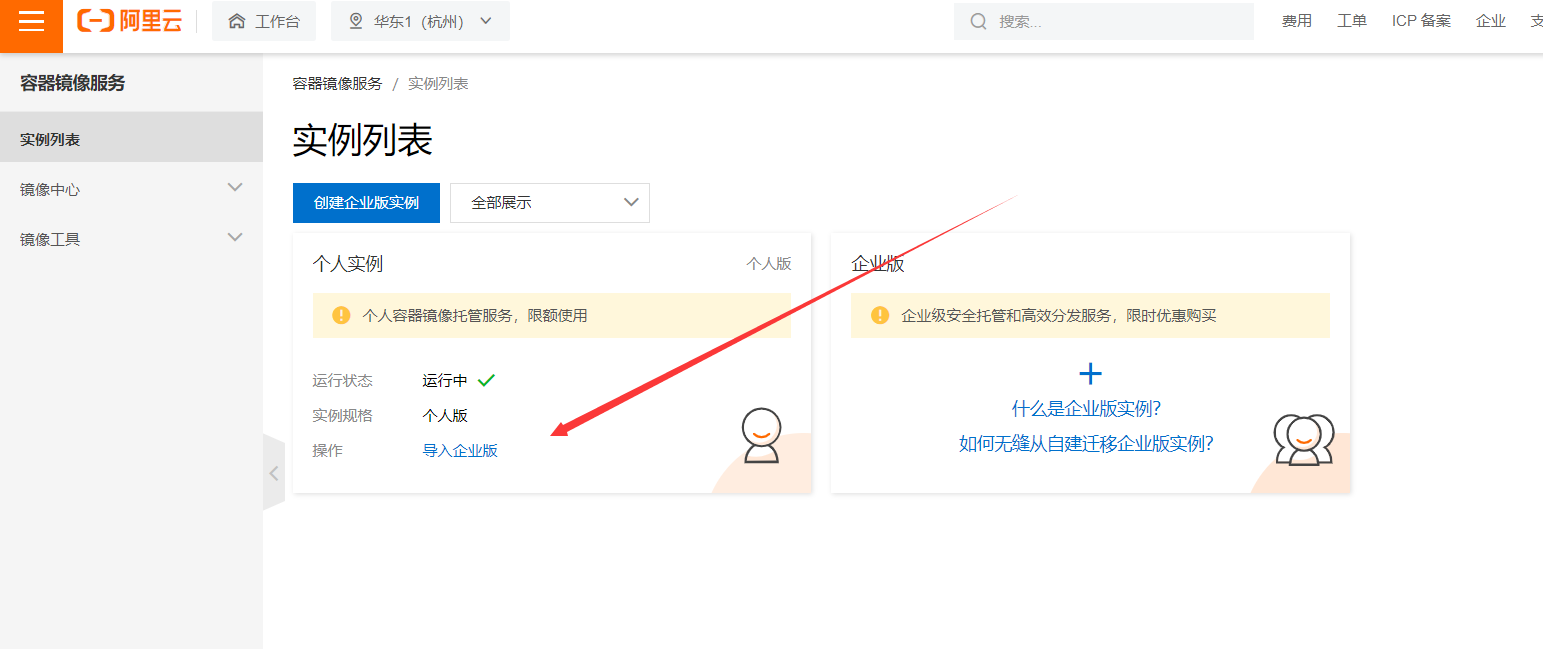 阿里云 工作台 华东1（杭州） 搜索... 费用 工单 ICP 备案 企业 支
容器镜像服务
实例列表
镜像中心
镜像工具
容器镜像服务 / 实例列表
实例列表
创建企业版实例 全部展示
个人实例 个人版
个人容器镜像托管服务，限额使用
运行状态 运行中
实例规格 个人版
操作 导入企业版
企业版
企业级安全托管和高效分发服务，限时优惠购买
什么是企业版实例?
如何无缝从自建迁移企业版实例?